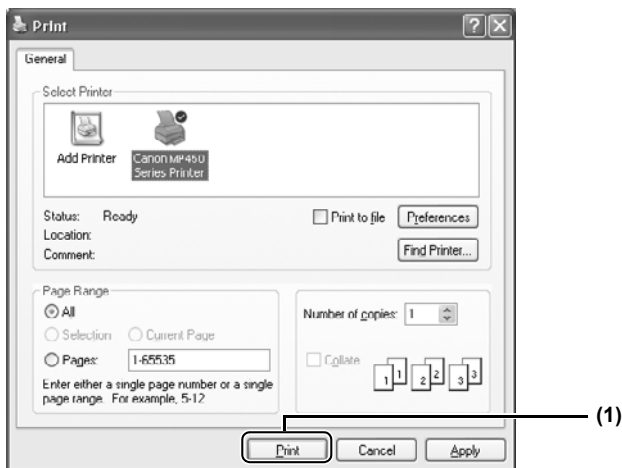 Print
General
Select Printer
Add Printer
Canon MP450
Series Printer
Status: Ready
Print to file
Preferences
Location:
Comment:
Find Printer...
Page Range
All
Selection
Current Page
Pages:
1-65535
Enter either a single page number or a single
page range. For example, 5-12
Number of copies:
1
Collate
1 1 2 2 3 3
(1)
Print
Cancel
Apply